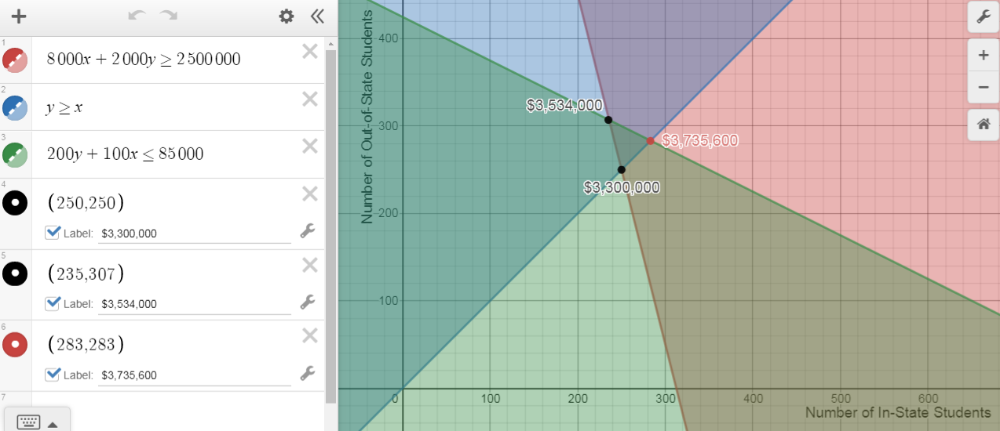 1
8000x + 2000y ≥ 2500000
2
y ≥ x
3
200y + 100x ≤ 85000
4
(250,250)
Label: $3,300,000
5
(235,307)
Label: $3,534,000
6
(283,283)
Label: $3,735,600
7
Number of Out-of-State Students
400
300
200
100
$3,534,000
$3,735,600
$3,300,000
0 100 200 300 400 500 600
Number of In-State Students